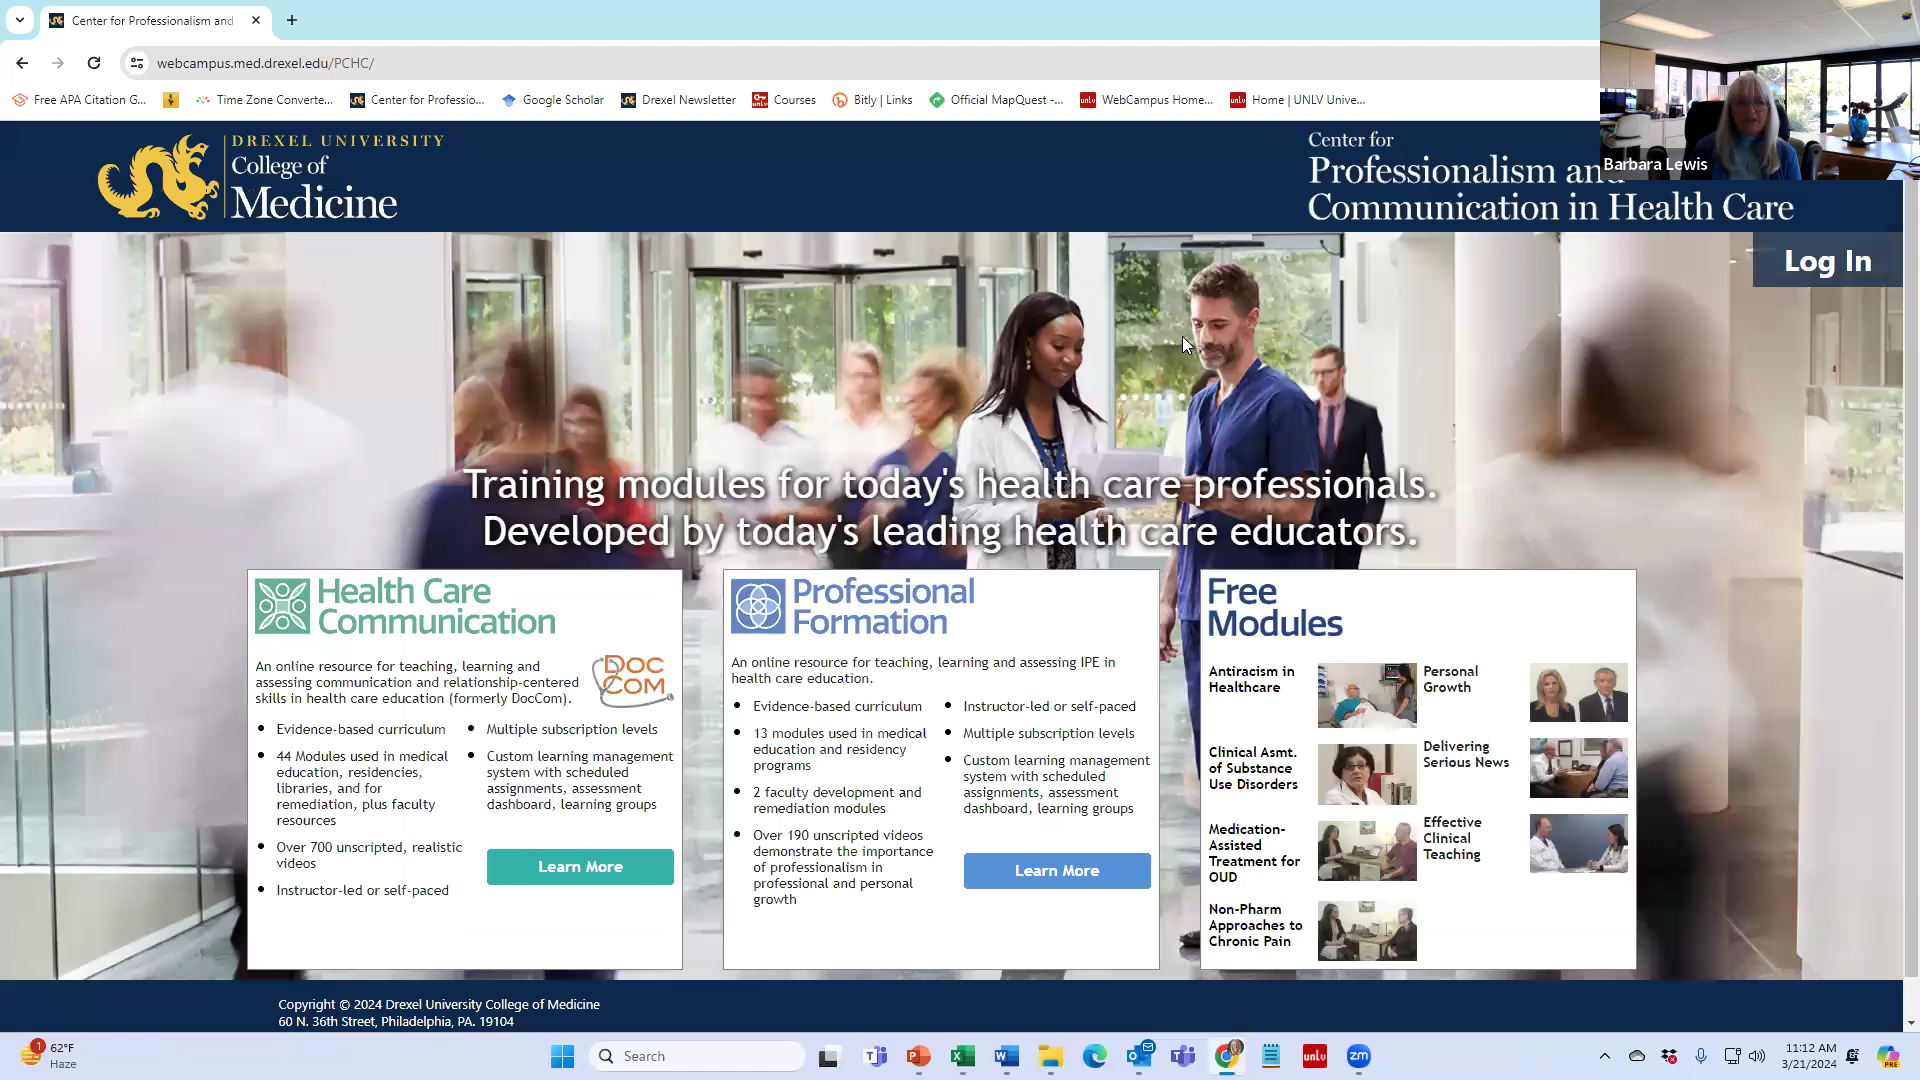 Center for Professionalism and
webcampus.med.drexel.edu/PCHC/
Free APA Citation G...
Time Zone Converte...
Center for Professio...
Google Scholar
Drexel Newsletter
Courses
Bitly | Links
Official MapQuest -...
WebCampus Home...
Home | UNLV Unive...
Barbara Lewis
DREXEL UNIVERSITY
College of
Medicine
Center for
Professionalism and
Communication in Health Care
Log In
Training modules for today's health care professionals.
Developed by today's leading health care educators.
Health Care
Communication
An online resource for teaching, learning and
assessing communication and relationship-centered
skills in health care education (formerly DocCom).
DOC
COM
Evidence-based curriculum
44 Modules used in medical
education, residencies,
libraries, and for
remediation, plus faculty
resources
Over 700 unscripted, realistic
videos
Instructor-led or self-paced
Multiple subscription levels
Custom learning management
system with scheduled
assignments, assessment
dashboard, learning groups
Learn More
Professional
Formation
An online resource for teaching, learning and assessing IPE in
health care education.
Evidence-based curriculum
13 modules used in medical
education and residency
programs
2 faculty development and
remediation modules
Over 190 unscripted videos
demonstrate the importance
of professionalism in
professional and personal
growth
Instructor-led or self-paced
Multiple subscription levels
Custom learning management
system with scheduled
assignments, assessment
dashboard, learning groups
Learn More
Free
Modules
Antiracism in
Healthcare
Clinical Asmt.
of Substance
Use Disorders
Medication-
Assisted
Treatment for
OUD
Non-Pharm
Approaches to
Chronic Pain
Personal
Growth
Delivering
Serious News
Effective
Clinical
Teaching
Copyright © 2024 Drexel University College of Medicine
60 N. 36th Street, Philadelphia, PA. 19104
1
62°F
Haze
Search
unlv
zm
11:12 AM
3/21/2024
PRE